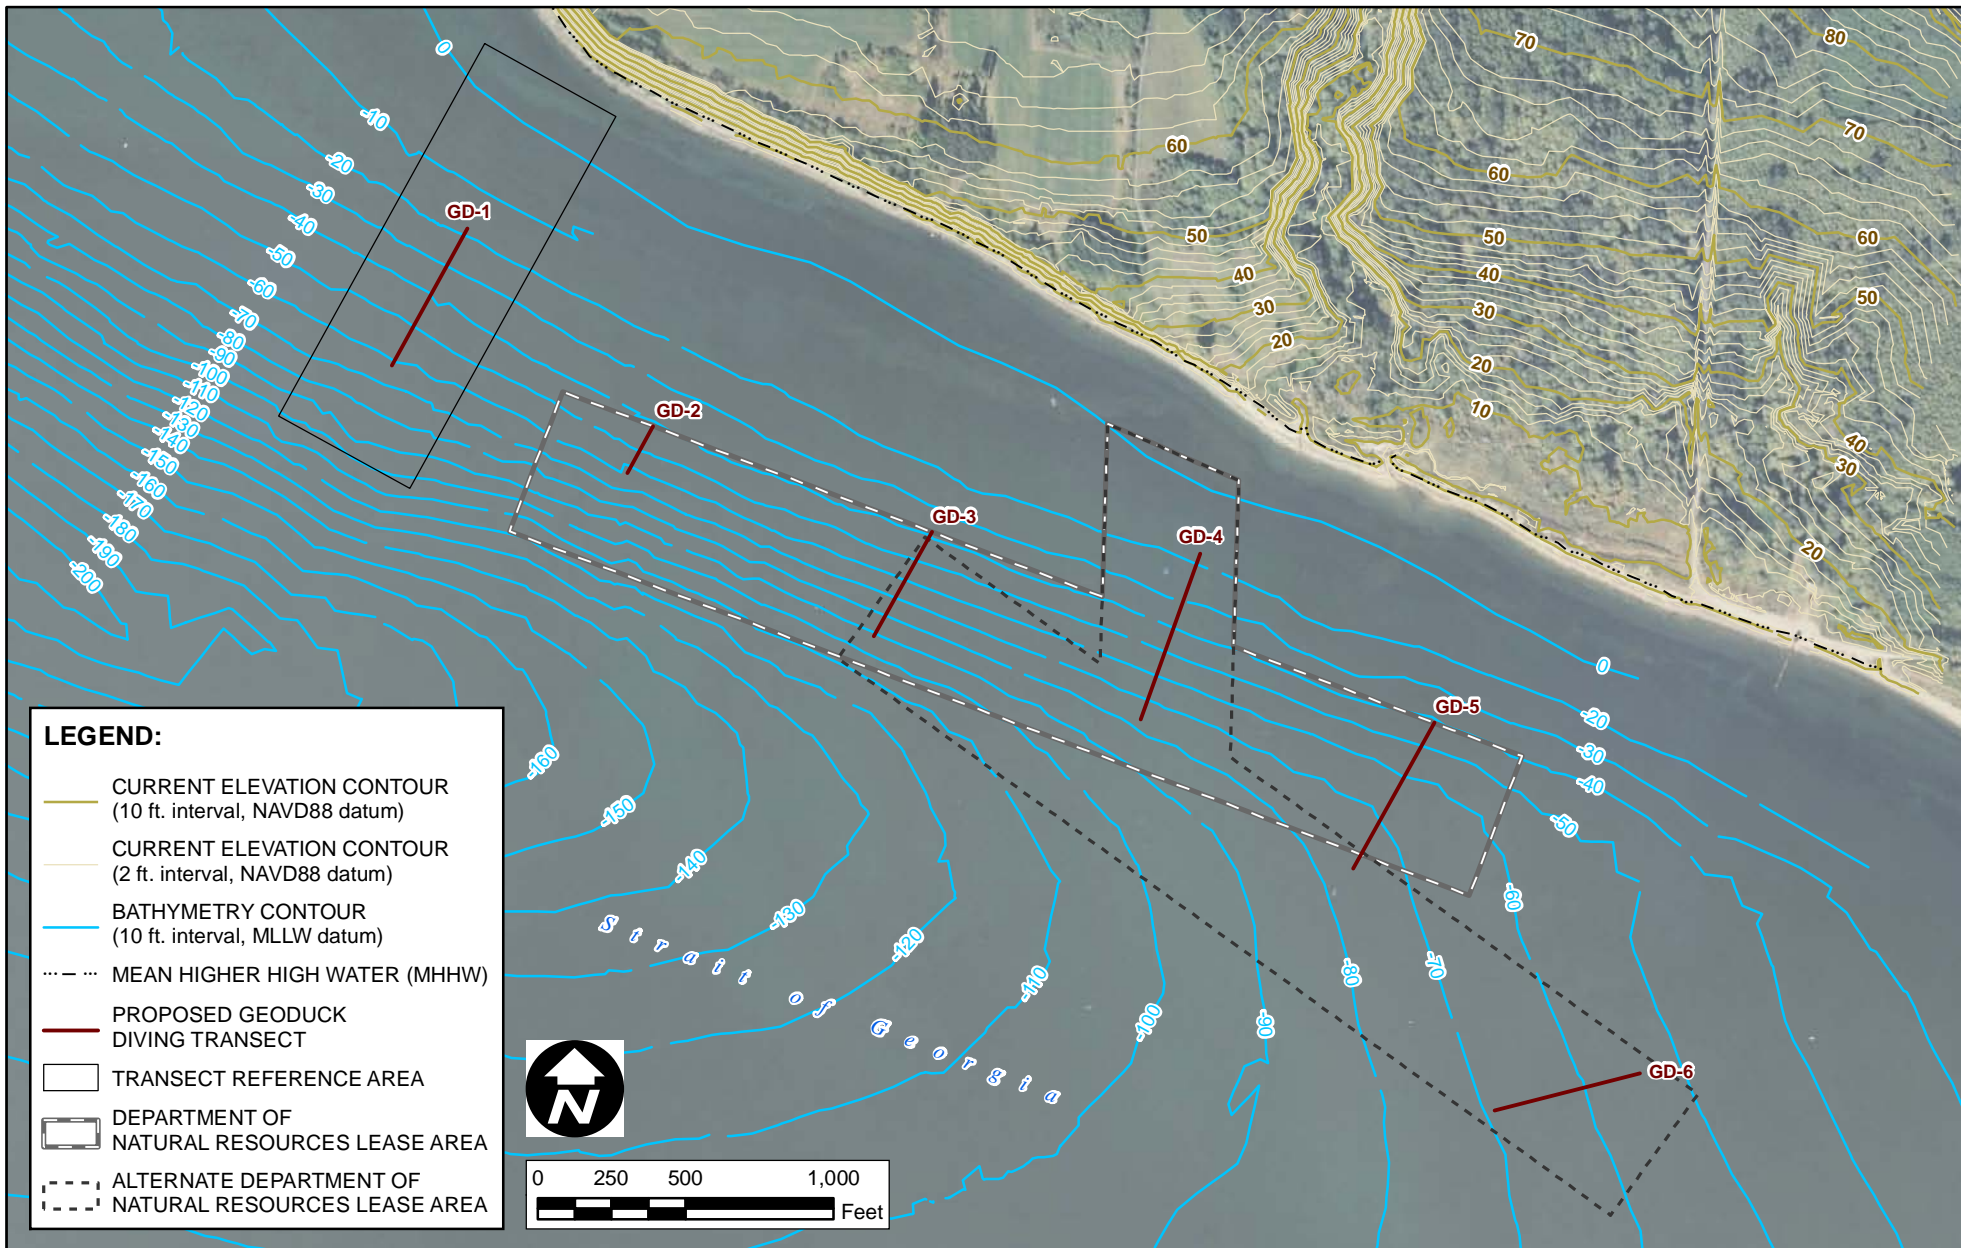 0
-10
-20
-30
-40
-50
-60
-70
-80
-90
-100
-110
-120
-130
-140
-150
-160
-170
-180
-190
-200
GD-1
GD-2
GD-3
GD-4
GD-5
GD-6
70
80
60
70
60
50
50
60
40
40
50
30
30
20
20
10
40
30
20
0
-20
-30
-40
-50
-60
-70
-80
-90
-100
-110
-120
-130
-140
-150
-160
Strait of Georgia
LEGEND:
CURRENT ELEVATION CONTOUR
(10 ft. interval, NAVD88 datum)
CURRENT ELEVATION CONTOUR
(2 ft. interval, NAVD88 datum)
BATHYMETRY CONTOUR
(10 ft. interval, MLLW datum)
MEAN HIGHER HIGH WATER (MHHW)
PROPOSED GEODUCK
DIVING TRANSECT
TRANSECT REFERENCE AREA
DEPARTMENT OF
NATURAL RESOURCES LEASE AREA
ALTERNATE DEPARTMENT OF
NATURAL RESOURCES LEASE AREA
N
0 250 500 1,000
Feet